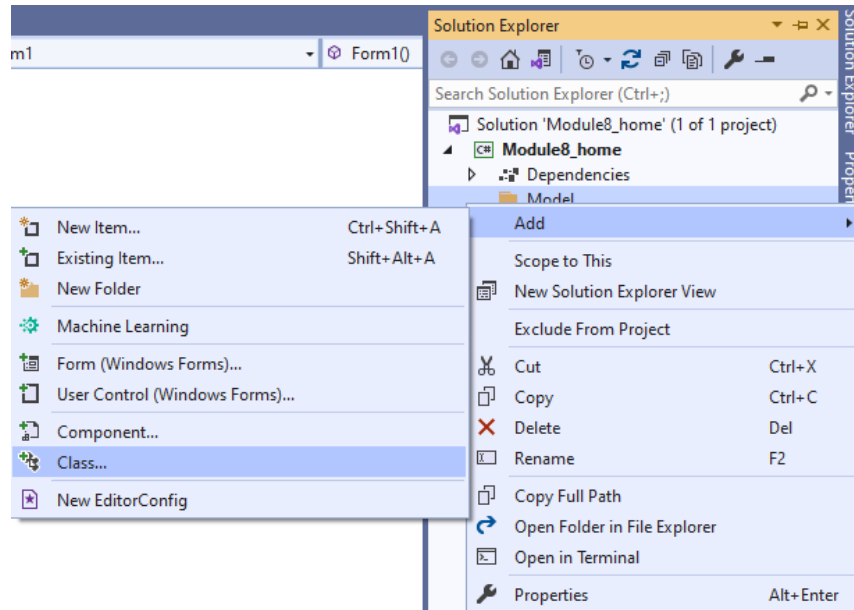 m1
Form1()
Solution Explorer
Search Solution Explorer (Ctrl+;)
Solution 'Module8_home' (1 of 1 project)
C# Module8_home
Dependencies
Model
New Item... Ctrl+Shift+A
Existing Item... Shift+Alt+A
New Folder
Machine Learning
Form (Windows Forms)...
User Control (Windows Forms)...
Component...
Class...
New EditorConfig
Add
Scope to This
New Solution Explorer View
Exclude From Project
Cut Ctrl+X
Copy Ctrl+C
Delete Del
Rename F2
Copy Full Path
Open Folder in File Explorer
Open in Terminal
Properties Alt+Enter
Solution Explorer